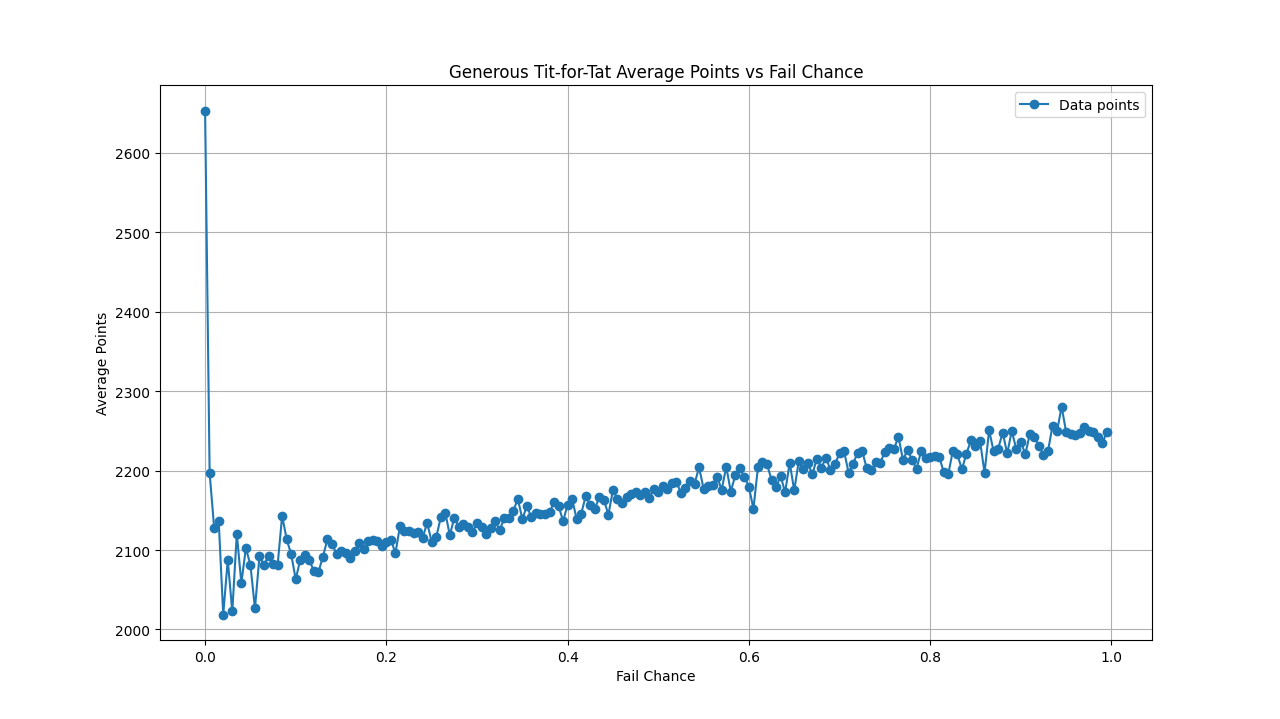 Generous Tit-for-Tat Average Points vs Fail Chance
Data points
2600
2500
2400
2300
2200
2100
2000
Average Points
0.0 0.2 0.4 0.6 0.8 1.0
Fail Chance